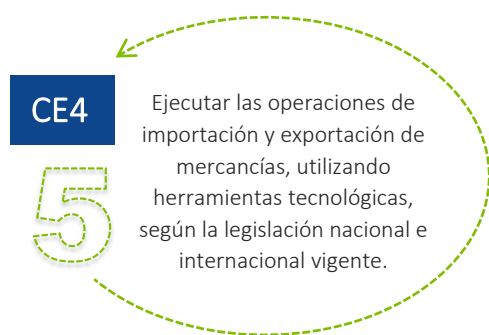 CE4
5
Ejecutar las operaciones de
importación y exportación de
mercancías, utilizando
herramientas tecnológicas,
según la legislación nacional e
internacional vigente.